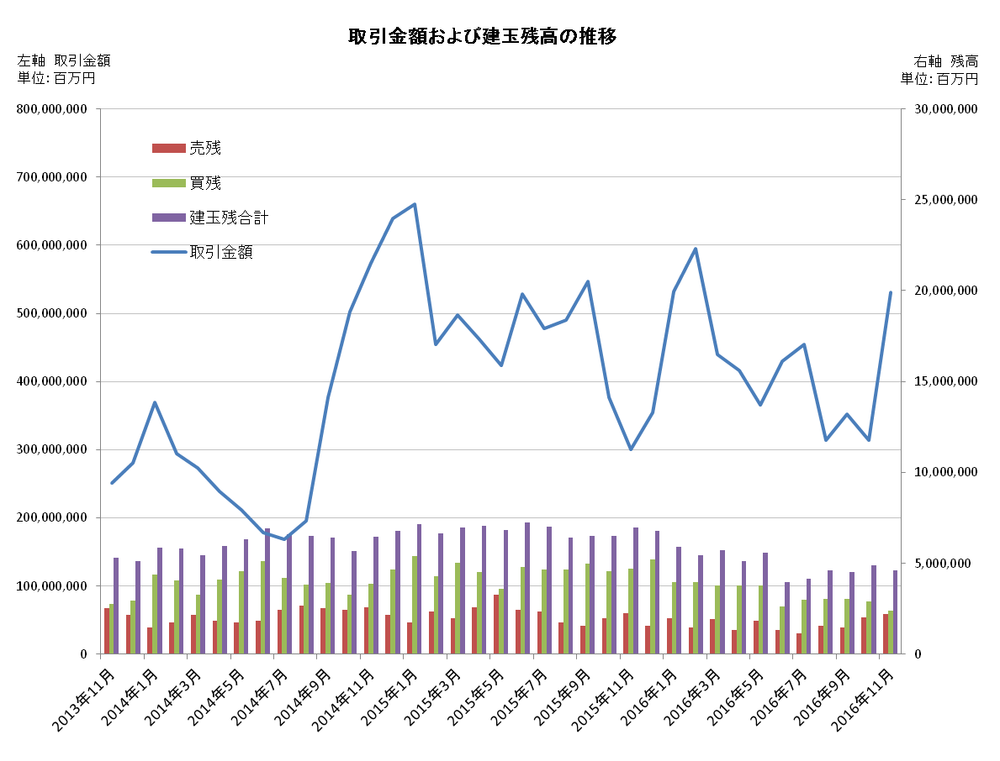 取引金額および建玉残高の推移
左軸 取引金額
単位：百万円
右軸 残高
単位：百万円
800,000,000
700,000,000
600,000,000
500,000,000
400,000,000
300,000,000
200,000,000
100,000,000
0
売残
買残
建玉残合計
取引金額
30,000,000
25,000,000
20,000,000
15,000,000
10,000,000
5,000,000
0
2013年11月
2014年1月
2014年3月
2014年5月
2014年7月
2014年9月
2014年11月
2015年1月
2015年3月
2015年5月
2015年7月
2015年9月
2015年11月
2016年1月
2016年3月
2016年5月
2016年7月
2016年9月
2016年11月